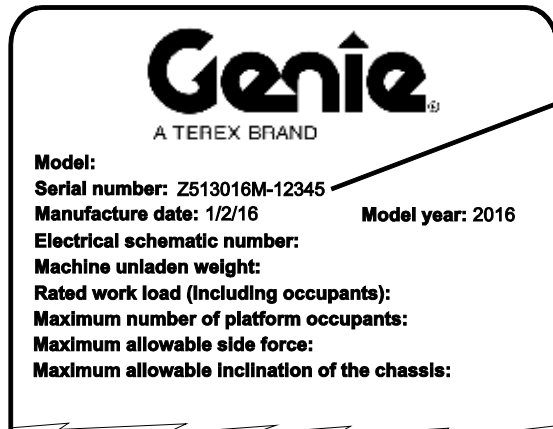 Genie®
A TEREX BRAND
Model:
Serial number: Z513016M-12345
Manufacture date: 1/2/16 Model year: 2016
Electrical schematic number:
Machine unladen weight:
Rated work load (including occupants):
Maximum number of platform occupants:
Maximum allowable side force:
Maximum allowable inclination of the chassis: